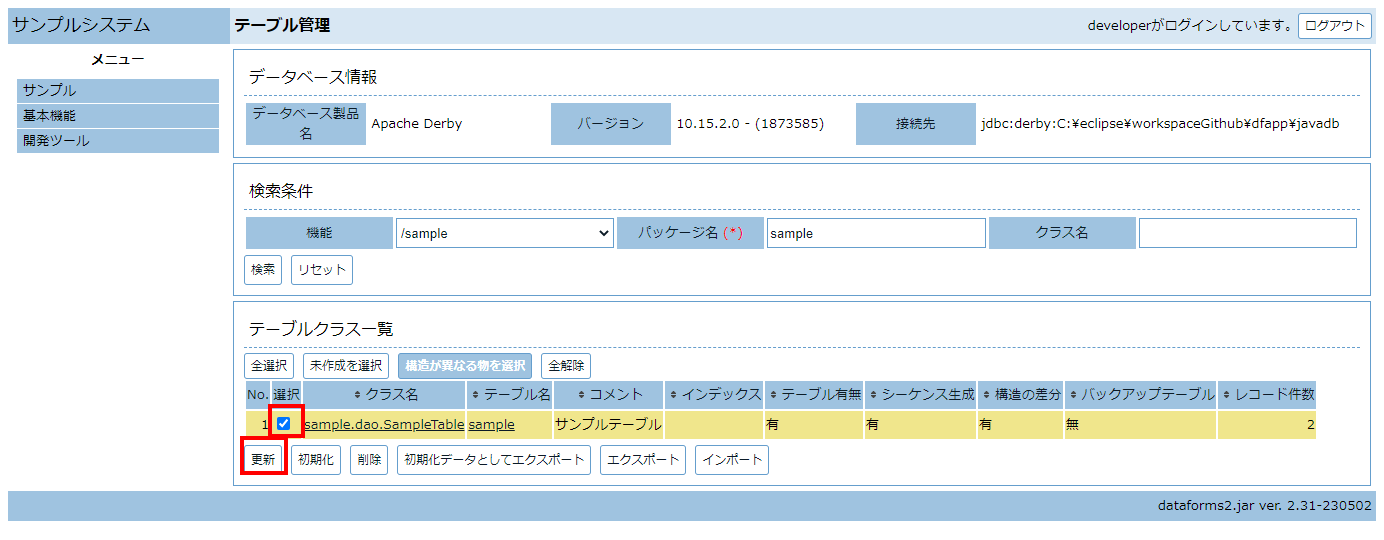 サンプルシステム
テーブル管理
developerがログインしています。 ログアウト
メニュー
サンプル
基本機能
開発ツール
データベース情報
データベース製品名 Apache Derby バージョン 10.15.2.0 - (1873585) 接続先 jdbc:derby:C:¥eclipse¥workspaceGithub¥dfapp¥javadb
検索条件
機能 /sample パッケージ名 (*) sample クラス名
検索 リセット
テーブルクラス一覧
全選択 未作成を選択 構造が異なる物を選択 全解除
No. 選択 クラス名 テーブル名 コメント インデックス テーブル有無 シーケンス生成 構造の差分 バックアップテーブル レコード件数
1 sample.dao.SampleTable sample サンプルテーブル 有 有 有 無 2
更新 初期化 削除 初期化データとしてエクスポート エクスポート インポート
dataforms2.jar ver. 2.31-230502